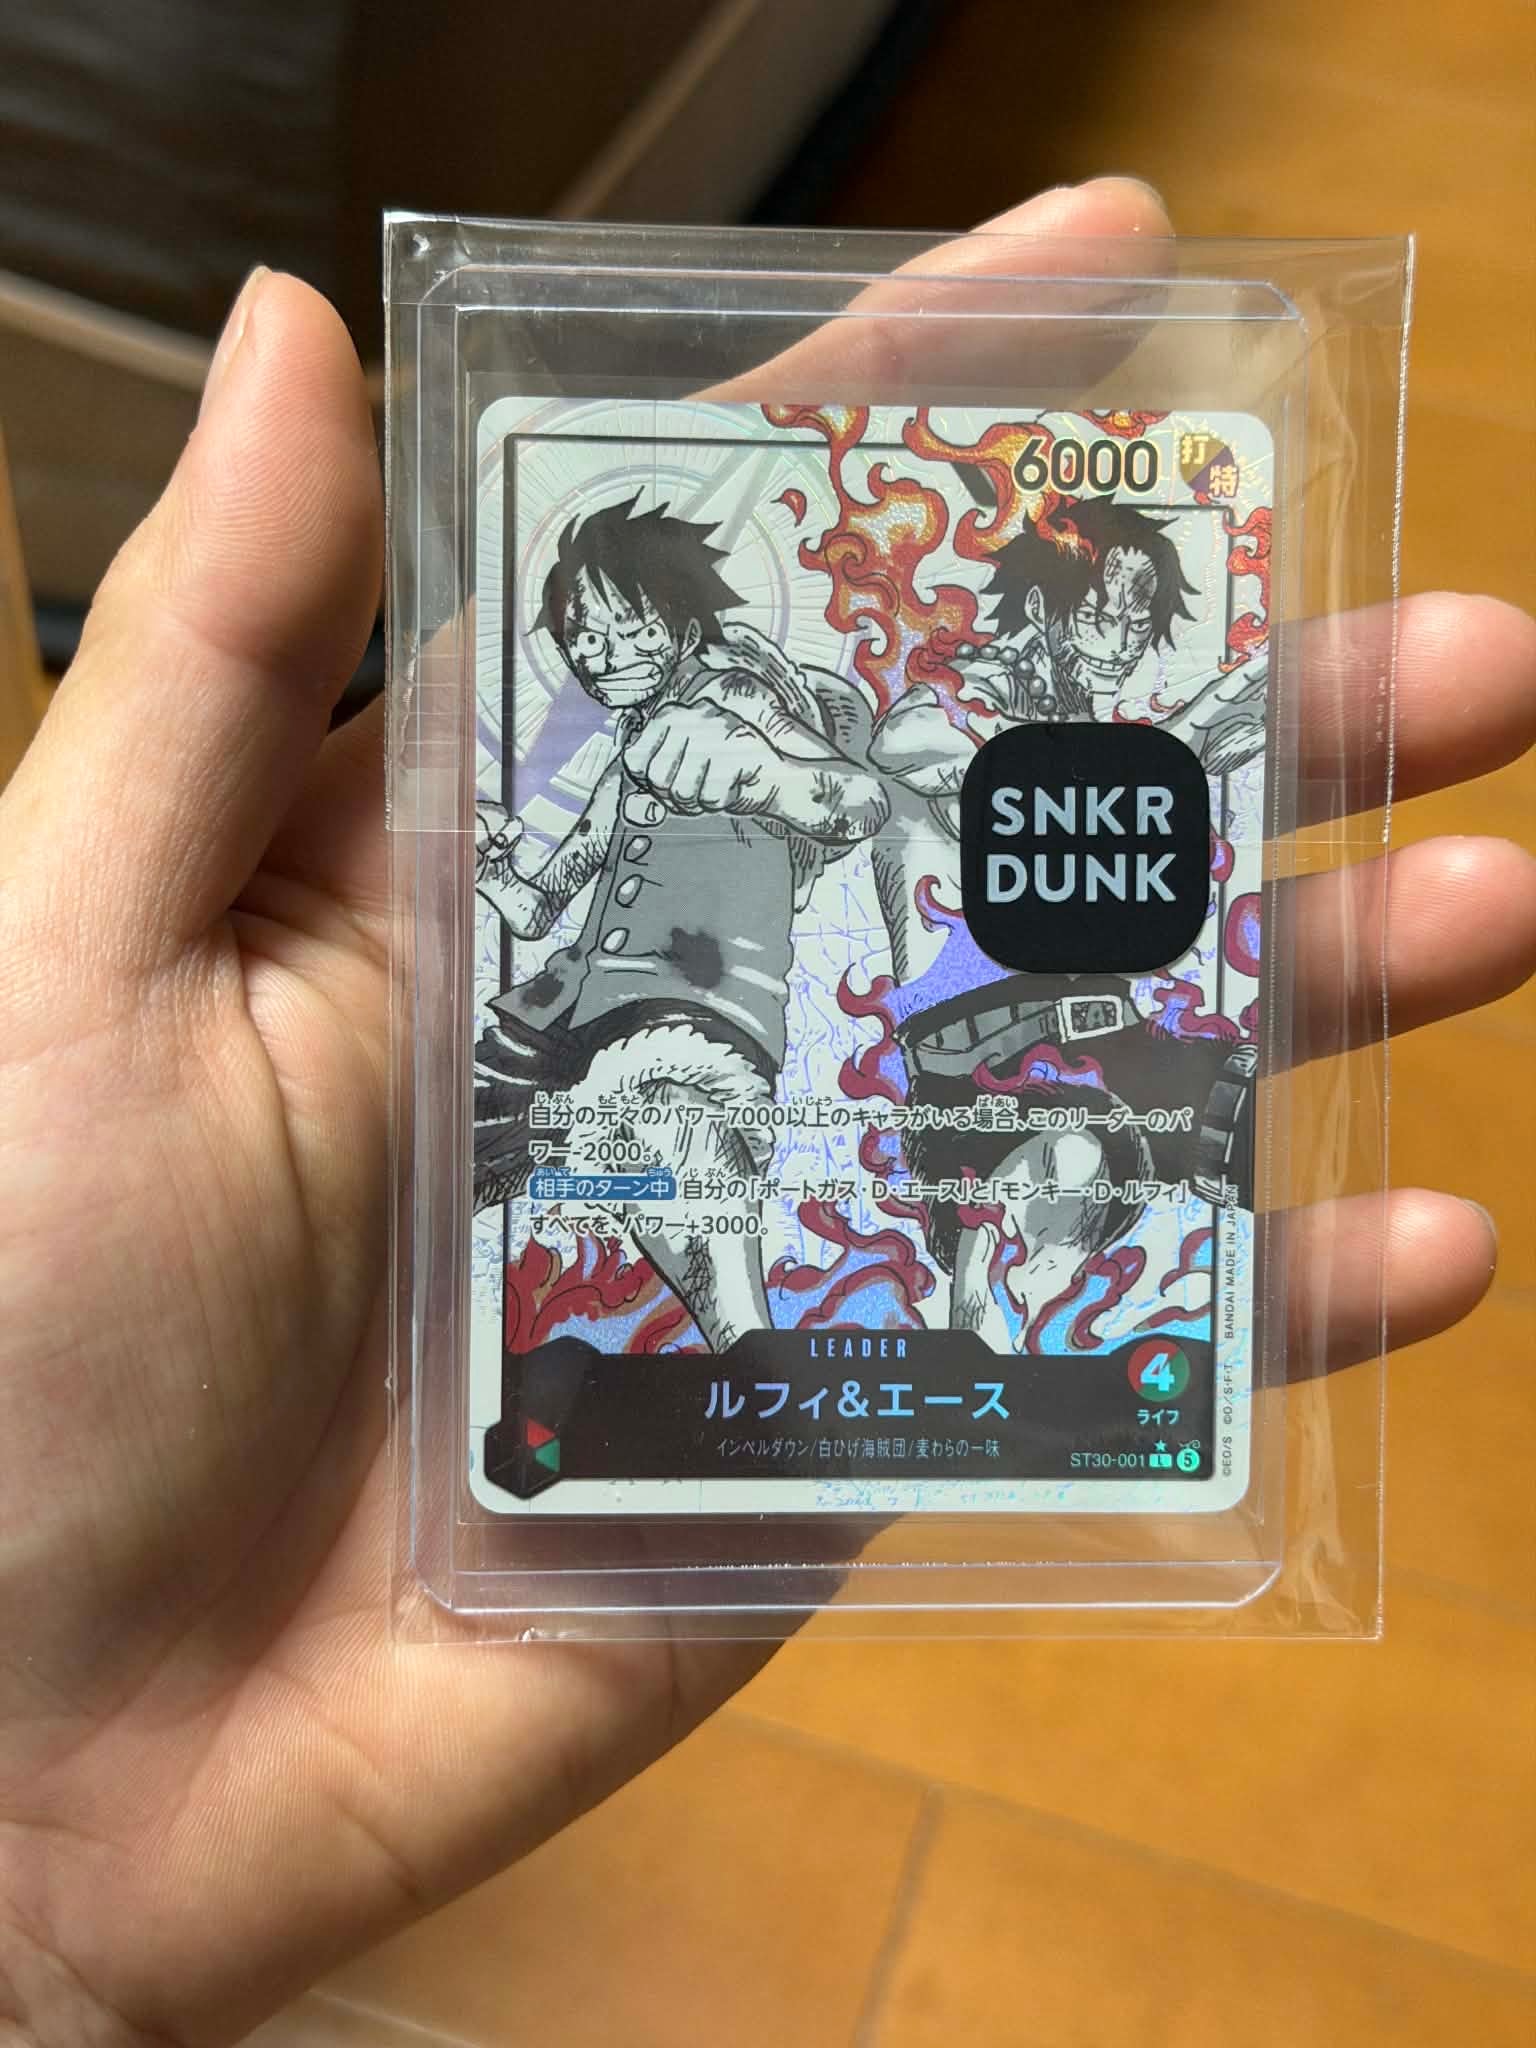 6000
打
特
SNKR
DUNK
自分の元々のパワー7000以上のキャラがいる場合、このリーダーのパ
ワー-2000。
相手のターン中 自分の「ポートガス・D・エース」と「モンキー・D・ルフィ」
すべてを、パワー+3000。
LEADER
ルフィ&エース
インペルダウン/白ひげ海賊団/麦わらの一味
4
ライフ
ST30-001 ★ L 5
©EO/S ©O/S・F・T BANDAI MADE IN JAPAN